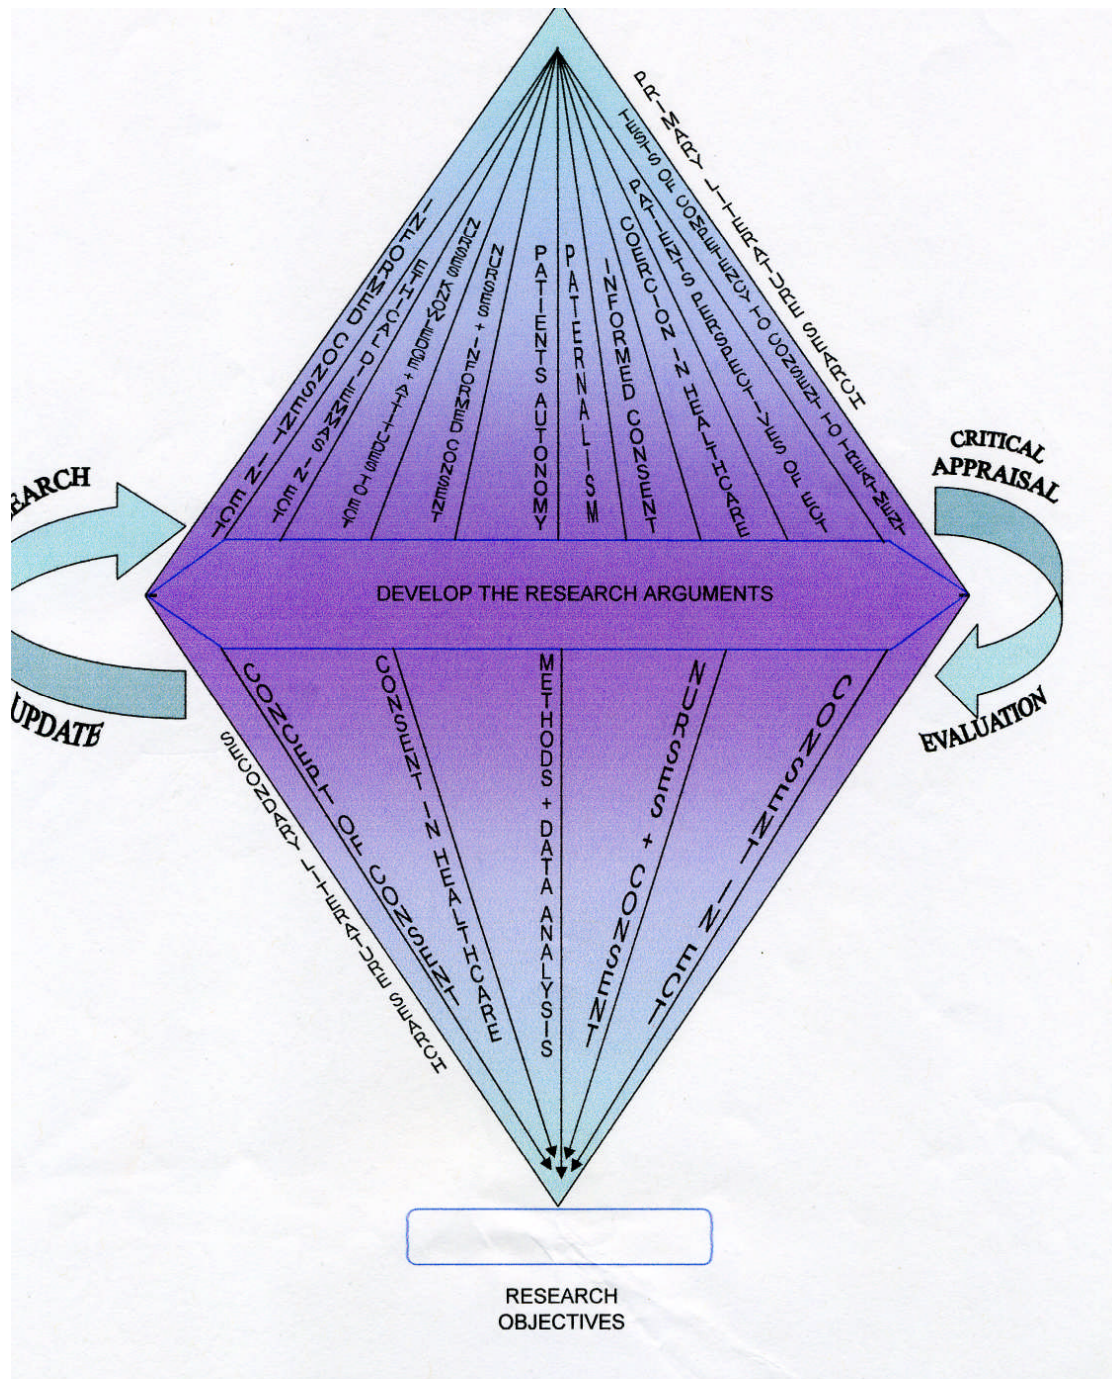 PRIMARY LITERATURE SEARCH
TESTS OF COMPETENCY TO CONSENT TO TREATMENT
PATIENTS PERSPECTIVES OF ECT
COERCION IN HEALTHCARE
INFORMED CONSENT
PATERNALISM
PATIENTS AUTONOMY
NURSES + INFORMED CONSENT
NURSES KNOWLEDGE + ATTITUDES TO ECT
ETHICAL DILEMMAS IN ECT
INFORMED CONSENT IN ECT
CRITICAL
APPRAISAL
EARCH
DEVELOP THE RESEARCH ARGUMENTS
UPDATE
EVALUATION
SECONDARY LITERATURE SEARCH
CONCEPT OF CONSENT
CONSENT IN HEALTHCARE
METHODS + DATA ANALYSIS
NURSES + CONSENT
CONSENT IN ECT
RESEARCH
OBJECTIVES